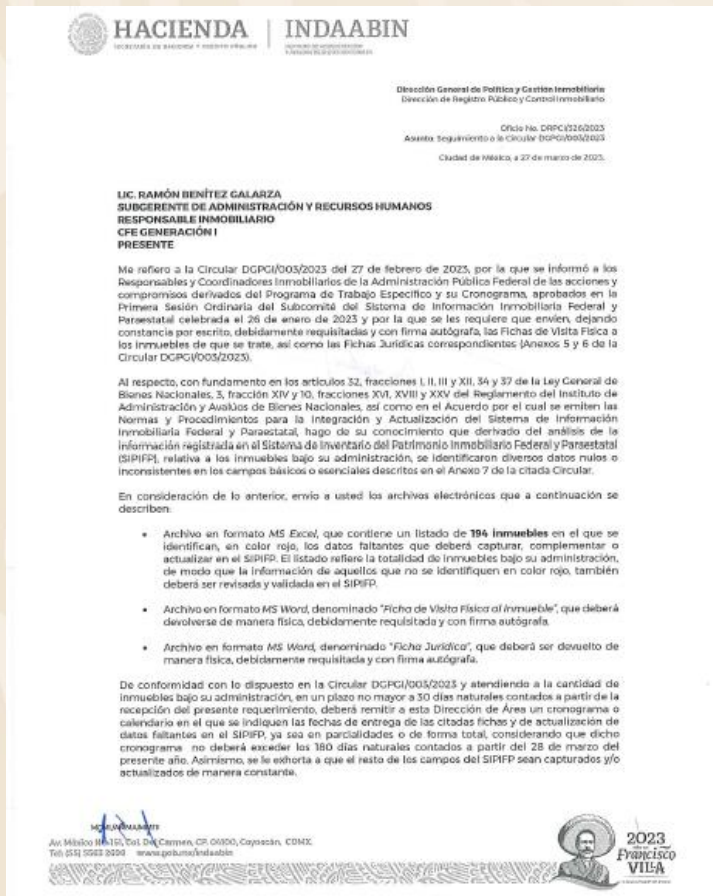 HACIENDA
SECRETARÍA DE HACIENDA Y CRÉDITO PÚBLICO
INDAABIN
Dirección General de Política y Gestión Inmobiliaria
Dirección de Registro Público y Control Inmobiliario
Oficio No. DRPCI/326/2023
Asunto: Seguimiento a la Circular DGPGI/003/2023
Ciudad de México, a 27 de marzo de 2023.
LIC. RAMÓN BENÍTEZ GALARZA
SUBGERENTE DE ADMINISTRACIÓN Y RECURSOS HUMANOS
RESPONSABLE INMOBILIARIO
CFE GENERACIÓN I
PRESENTE
Me refiero a la Circular DGPGI/003/2023 del 27 de febrero de 2023, por la que se informó a los
Responsables y Coordinadores Inmobiliarios de la Administración Pública Federal de las acciones y
compromisos derivados del Programa de Trabajo Específico y su Cronograma, aprobados en la
Primera Sesión Ordinaria del Subcomité del Sistema de Información Inmobiliaria Federal y
Paraestatal celebrada el 26 de enero de 2023 y por la que se les requiere que envíen, dejando
constancia por escrito, debidamente requisitadas y con firma autógrafa, las Fichas de Visita Física a
los inmuebles de que se trate, así como las Fichas Jurídicas correspondientes (Anexos 5 y 6 de la
Circular DGPGI/003/2023).
Al respecto, con fundamento en los artículos 32, fracciones I, II, III y XII, 34 y 37 de la Ley General de
Bienes Nacionales, 3, fracción XIV y 10, fracciones XVI, XVIII y XXV del Reglamento del Instituto de
Administración y Avalúos de Bienes Nacionales, así como en el Acuerdo por el cual se emiten las
Normas y Procedimientos para la Integración y Actualización del Sistema de Información
Inmobiliaria Federal y Paraestatal, hago de su conocimiento que derivado del análisis de la
información registrada en el Sistema de Inventario del Patrimonio Inmobiliario Federal y Paraestatal
(SIPIFP), relativa a los inmuebles bajo su administración, se identificaron diversos datos nulos o
inconsistentes en los campos básicos o esenciales descritos en el Anexo 7 de la citada Circular.
En consideración de lo anterior, envío a usted los archivos electrónicos que a continuación se
describen:
• Archivo en formato MS Excel, que contiene un listado de 194 inmuebles en el que se
identifican, en color rojo, los datos faltantes que deberá capturar, complementar o
actualizar en el SIPIFP. El listado refiere la totalidad de inmuebles bajo su administración,
de modo que la información de aquellos que no se identifiquen en color rojo, también
deberá ser revisada y validada en el SIPIFP.
• Archivo en formato MS Word, denominado "Ficha de Visita Física al Inmueble", que deberá
devolverse de manera física, debidamente requisitada y con firma autógrafa.
• Archivo en formato MS Word, denominado "Ficha Jurídica", que deberá ser devuelto de
manera física, debidamente requisitada y con firma autógrafa.
De conformidad con lo dispuesto en la Circular DGPGI/003/2023 y atendiendo a la cantidad de
inmuebles bajo su administración, en un plazo no mayor a 30 días naturales contados a partir de la
recepción del presente requerimiento, deberá remitir a esta Dirección de Área un cronograma o
calendario en el que se indiquen las fechas de entrega de las citadas fichas y de actualización de
datos faltantes en el SIPIFP, ya sea en parcialidades o de forma total, considerando que dicho
cronograma no deberá exceder los 180 días naturales contados a partir del 28 de marzo del
presente año. Asimismo, se le exhorta a que el resto de los campos del SIPIFP sean capturados y/o
actualizados de manera constante.
Av. México 151, Col. Del Carmen, CP. 04100, Coyoacán, CDMX.
Tel: (55) 5563 2699 www.gob.mx/indaabin
2023
Francisco
VILLA